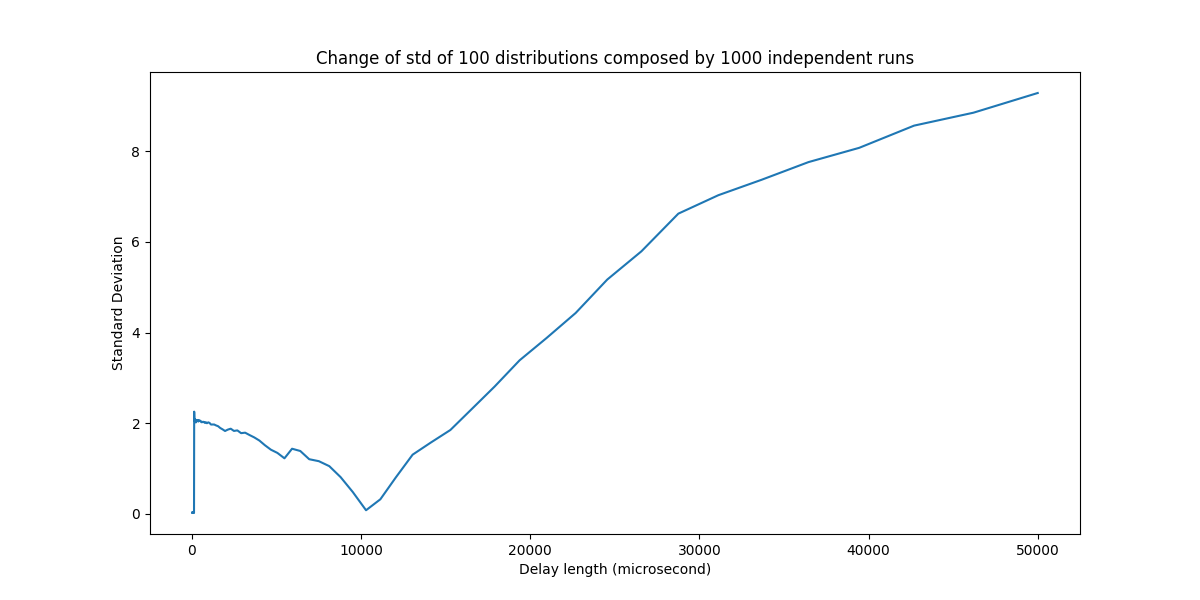 Change of std of 100 distributions composed by 1000 independent runs
Standard Deviation
8
6
4
2
0
0 10000 20000 30000 40000 50000
Delay length (microsecond)